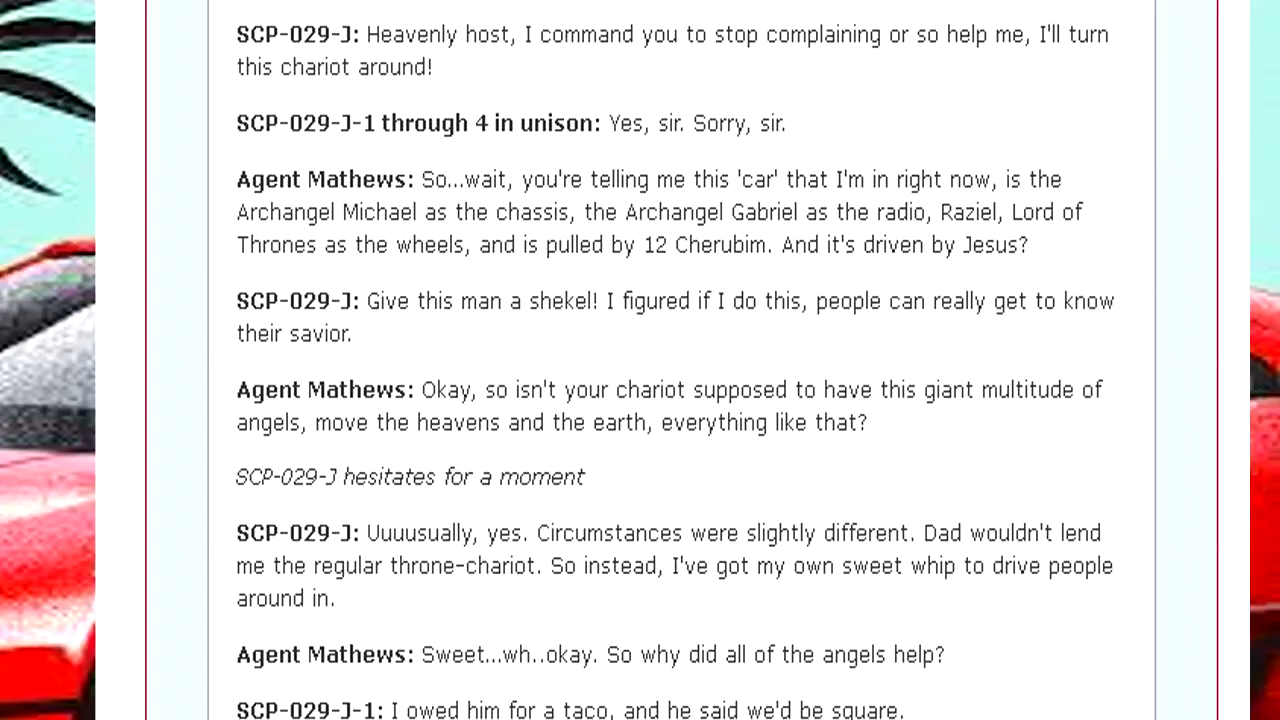 SCP-029-J: Heavenly host, I command you to stop complaining or so help me, I'll turn
this chariot around!
SCP-029-J-1 through 4 in unison: Yes, sir. Sorry, sir.
Agent Mathews: So...wait, you're telling me this 'car' that I'm in right now, is the
Archangel Michael as the chassis, the Archangel Gabriel as the radio, Raziel, Lord of
Thrones as the wheels, and is pulled by 12 Cherubim. And it's driven by Jesus?
SCP-029-J: Give this man a shekel! I figured if I do this, people can really get to know
their savior.
Agent Mathews: Okay, so isn't your chariot supposed to have this giant multitude of
angels, move the heavens and the earth, everything like that?
SCP-029-J hesitates for a moment
SCP-029-J: Uuuusually, yes. Circumstances were slightly different. Dad wouldn't lend
me the regular throne-chariot. So instead, I've got my own sweet whip to drive people
around in.
Agent Mathews: Sweet...wh..okay. So why did all of the angels help?
SCP-029-J-1: I owed him for a taco, and he said we'd be square.